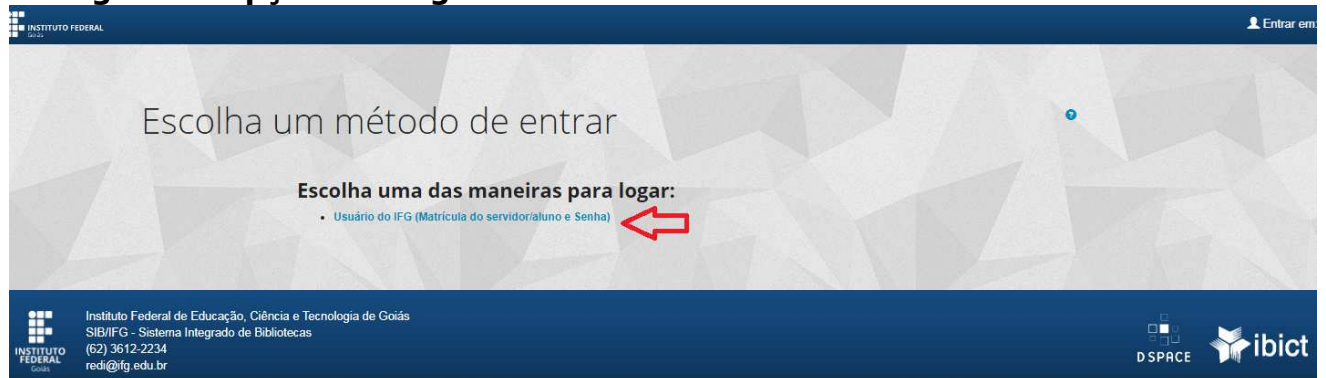 INSTITUTO FEDERAL
Goiás
Entrar em:
Escolha um método de entrar
Escolha uma das maneiras para logar:
Usuário do IFG (Matrícula do servidor/aluno e Senha)
INSTITUTO
FEDERAL
Goiás
Instituto Federal de Educação, Ciência e Tecnologia de Goiás
SIB/IFG - Sistema Integrado de Bibliotecas
(62) 3612-2234
redi@ifg.edu.br
DSPACE
ibict